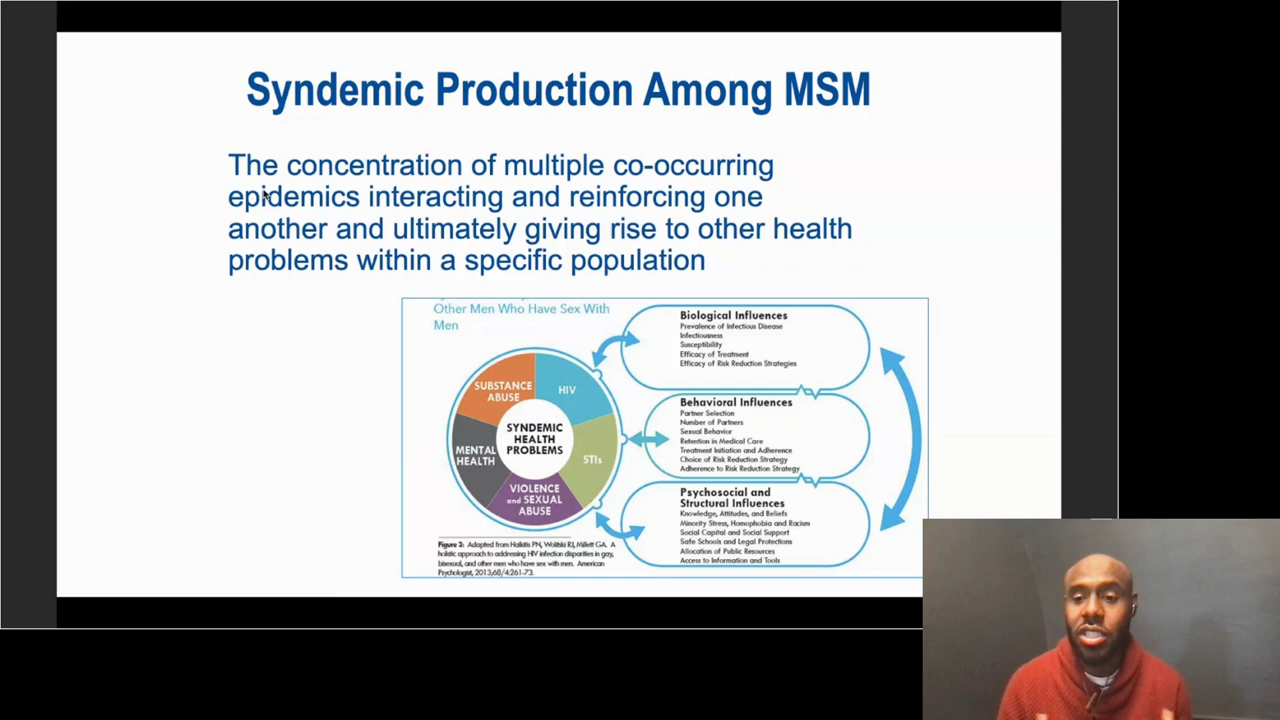 Syndemic Production Among MSM
The concentration of multiple co-occurring
epidemics interacting and reinforcing one
another and ultimately giving rise to other health
problems within a specific population
Other Men Who Have Sex With
Men
SUBSTANCE
ABUSE
HIV
MENTAL
HEALTH
SYNDEMIC
HEALTH
PROBLEMS
STIs
VIOLENCE
and SEXUAL
ABUSE
Biological Influences
Prevalence of Infectious Disease
Infectiousness
Susceptibility
Efficacy of Treatment
Efficacy of Risk Reduction Strategies
Behavioral Influences
Partner Selection
Number of Partners
Sexual Behavior
Retention in Medical Care
Treatment Initiation and Adherence
Choice of Risk Reduction Strategy
Adherence to Risk Reduction Strategy
Psychosocial and
Structural Influences
Knowledge, Attitudes, and Beliefs
Minority Stress, Homophobia and Racism
Social Capital and Social Support
Safe Schools and Legal Protections
Allocation of Public Resources
Access to Information and Tools
Figure 3: Adapted from Halkitis PN, Wolitski RJ, Millett GA. A
holistic approach to addressing HIV infection disparities in gay,
bisexual, and other men who have sex with men. American
Psychologist, 2013;68/4:261-73.